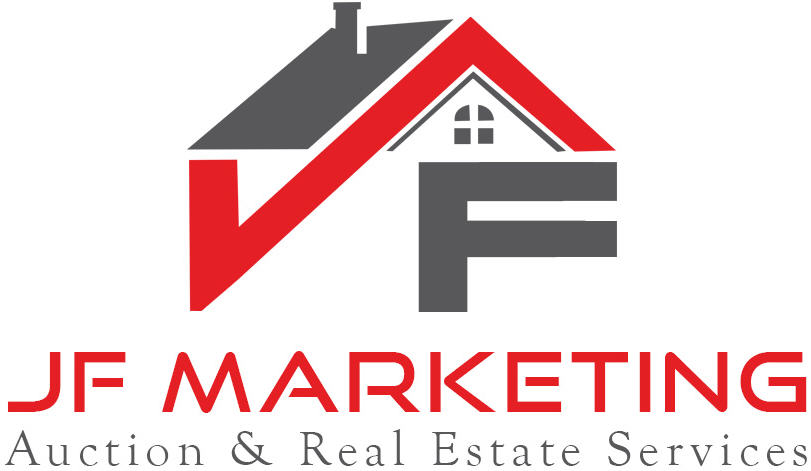 F
JF MARKETING
Auction & Real Estate Services